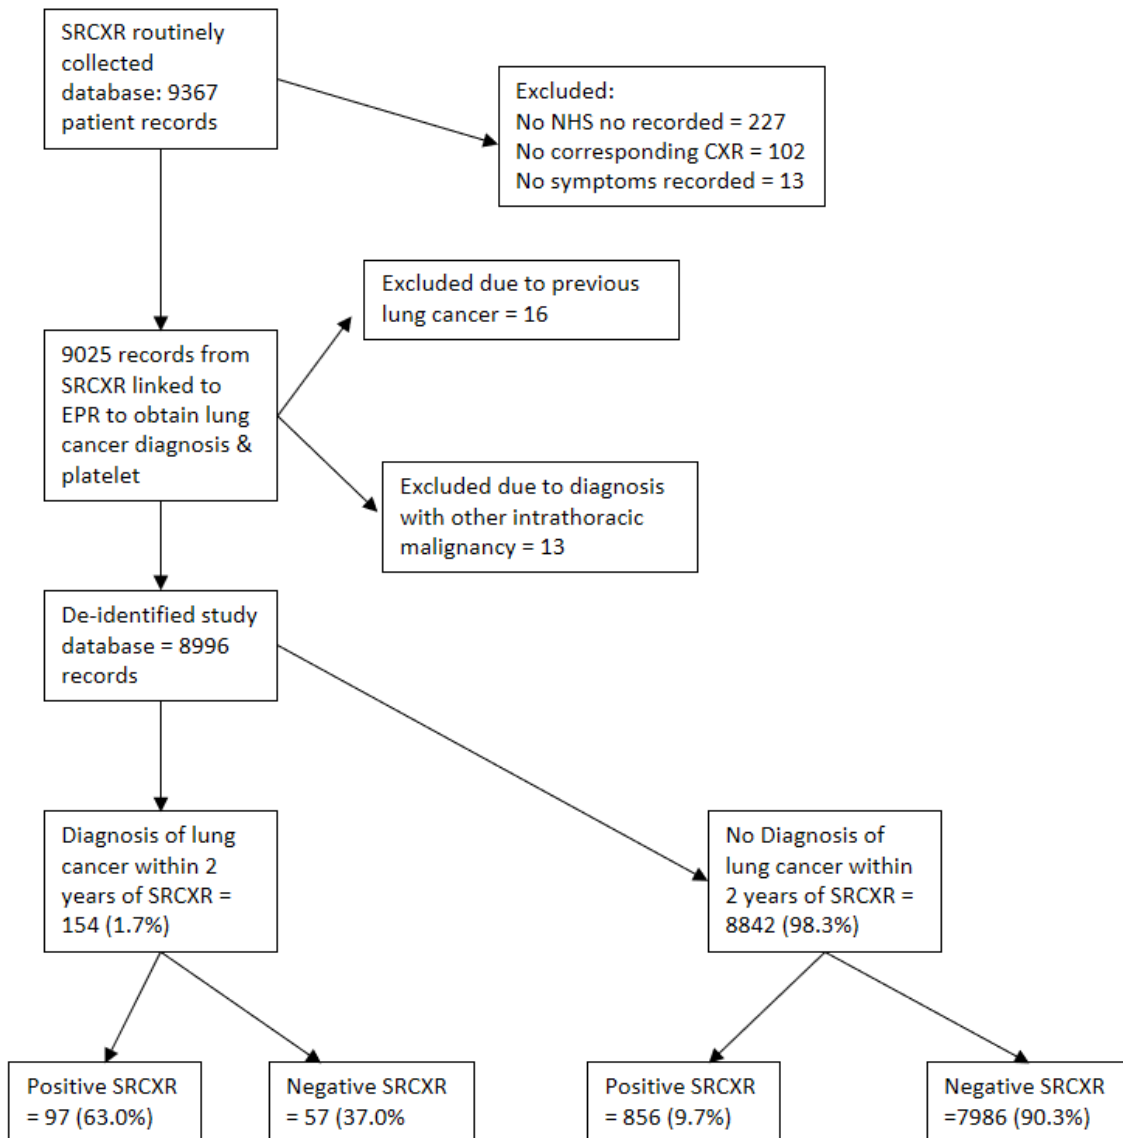 SRCXR routinely
collected
database: 9367
patient records
Excluded:
No NHS no recorded = 227
No corresponding CXR = 102
No symptoms recorded = 13
Excluded due to previous
lung cancer = 16
9025 records from
SRCXR linked to
EPR to obtain lung
cancer diagnosis &
platelet
Excluded due to diagnosis
with other intrathoracic
malignancy = 13
De-identified study
database = 8996
records
Diagnosis of lung
cancer within 2
years of SRCXR =
154 (1.7%)
No Diagnosis of
lung cancer within
2 years of SRCXR =
8842 (98.3%)
Positive SRCXR
= 97 (63.0%)
Negative SRCXR
= 57 (37.0%
Positive SRCXR
= 856 (9.7%)
Negative SRCXR
=7986 (90.3%)